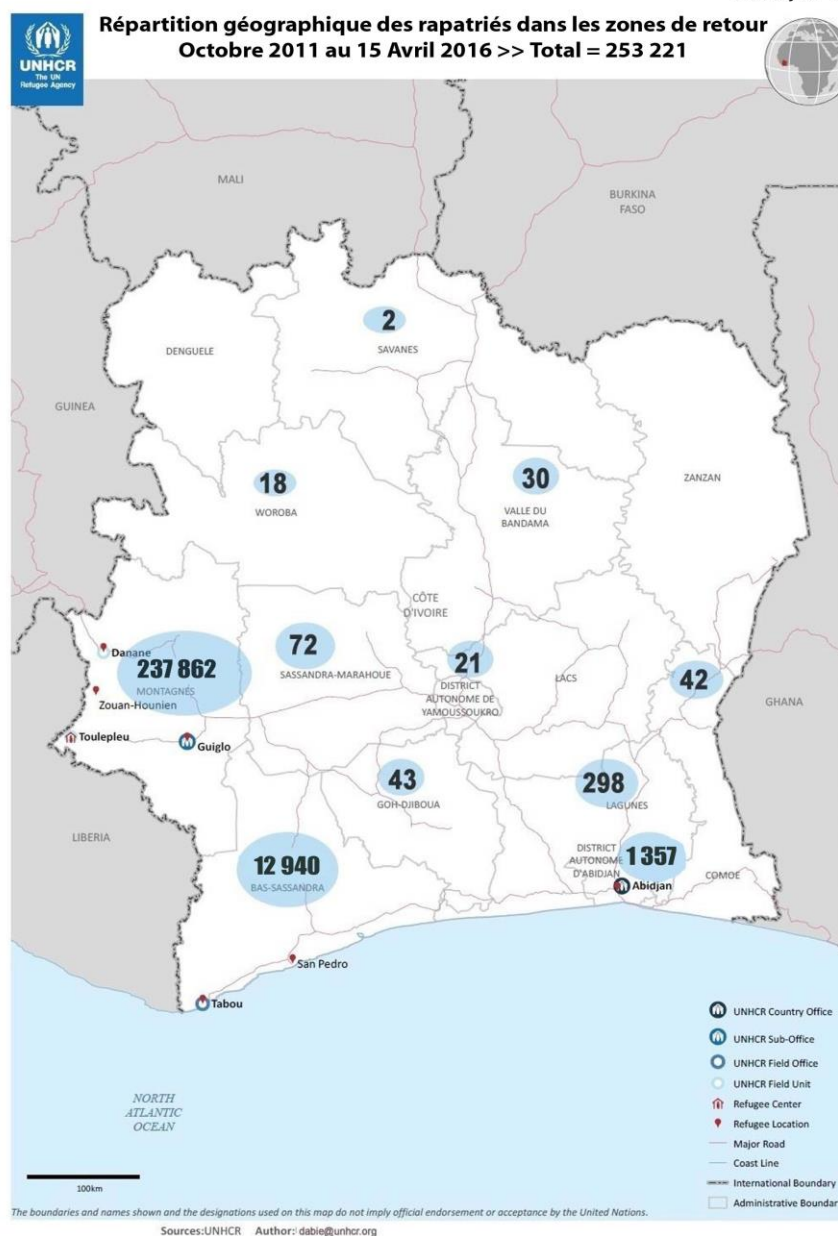 UNHCR
The UN
Refugee Agency
Répartition géographique des rapatriés dans les zones de retour
Octobre 2011 au 15 Avril 2016 >> Total = 253 221
MALI
BURKINA
FASO
2
SAVANES
DENGUELE
GUINEA
18
WOROBA
30
VALLE DU
BANDAMA
ZANZAN
CÔTE
D'IVOIRE
Danane
237 862
MONTAGNES
Zouan-Hounien
72
SASSANDRA-MARAHOUE
21
DISTRICT
AUTONOME DE
YAMOUSSOUKRO
LACS
42
GHANA
Toulepleu
Guiglo
43
GOH-DJIBOUA
298
LAGUNES
LIBERIA
12 940
BAS-SASSANDRA
DISTRICT
AUTONOME
D'ABIDJAN
1 357
Abidjan
COMOE
San Pedro
Tabou
NORTH
ATLANTIC
OCEAN
UNHCR Country Office
UNHCR Sub-Office
UNHCR Field Office
UNHCR Field Unit
Refugee Center
Refugee Location
Major Road
Coast Line
International Boundary
Administrative Boundar
100km
The boundaries and names shown and the designations used on this map do not imply official endorsement or acceptance by the United Nations.
Sources:UNHCR Author: dabie@unhcr.org